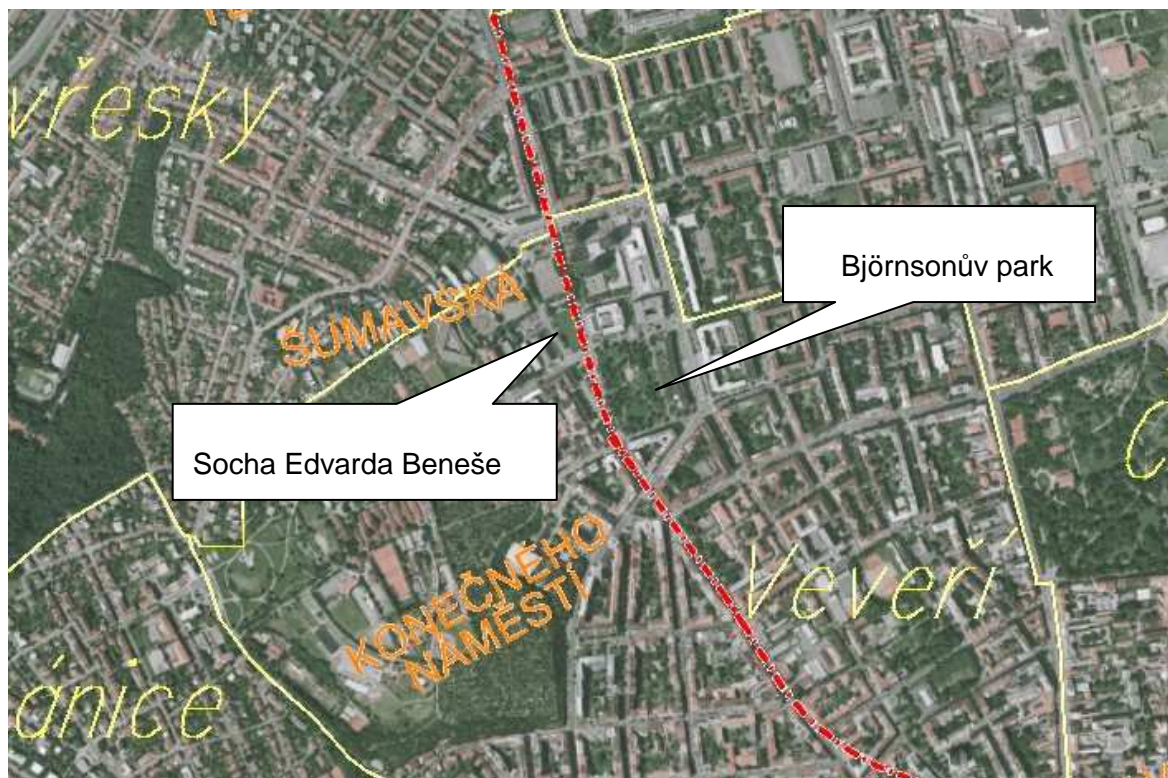 vřesky
Björnsonův park
ŠUMAVSKÁ
Socha Edvarda Beneše
KONEČNÉHO
NÁMĚSTÍ
Veveří
ánice